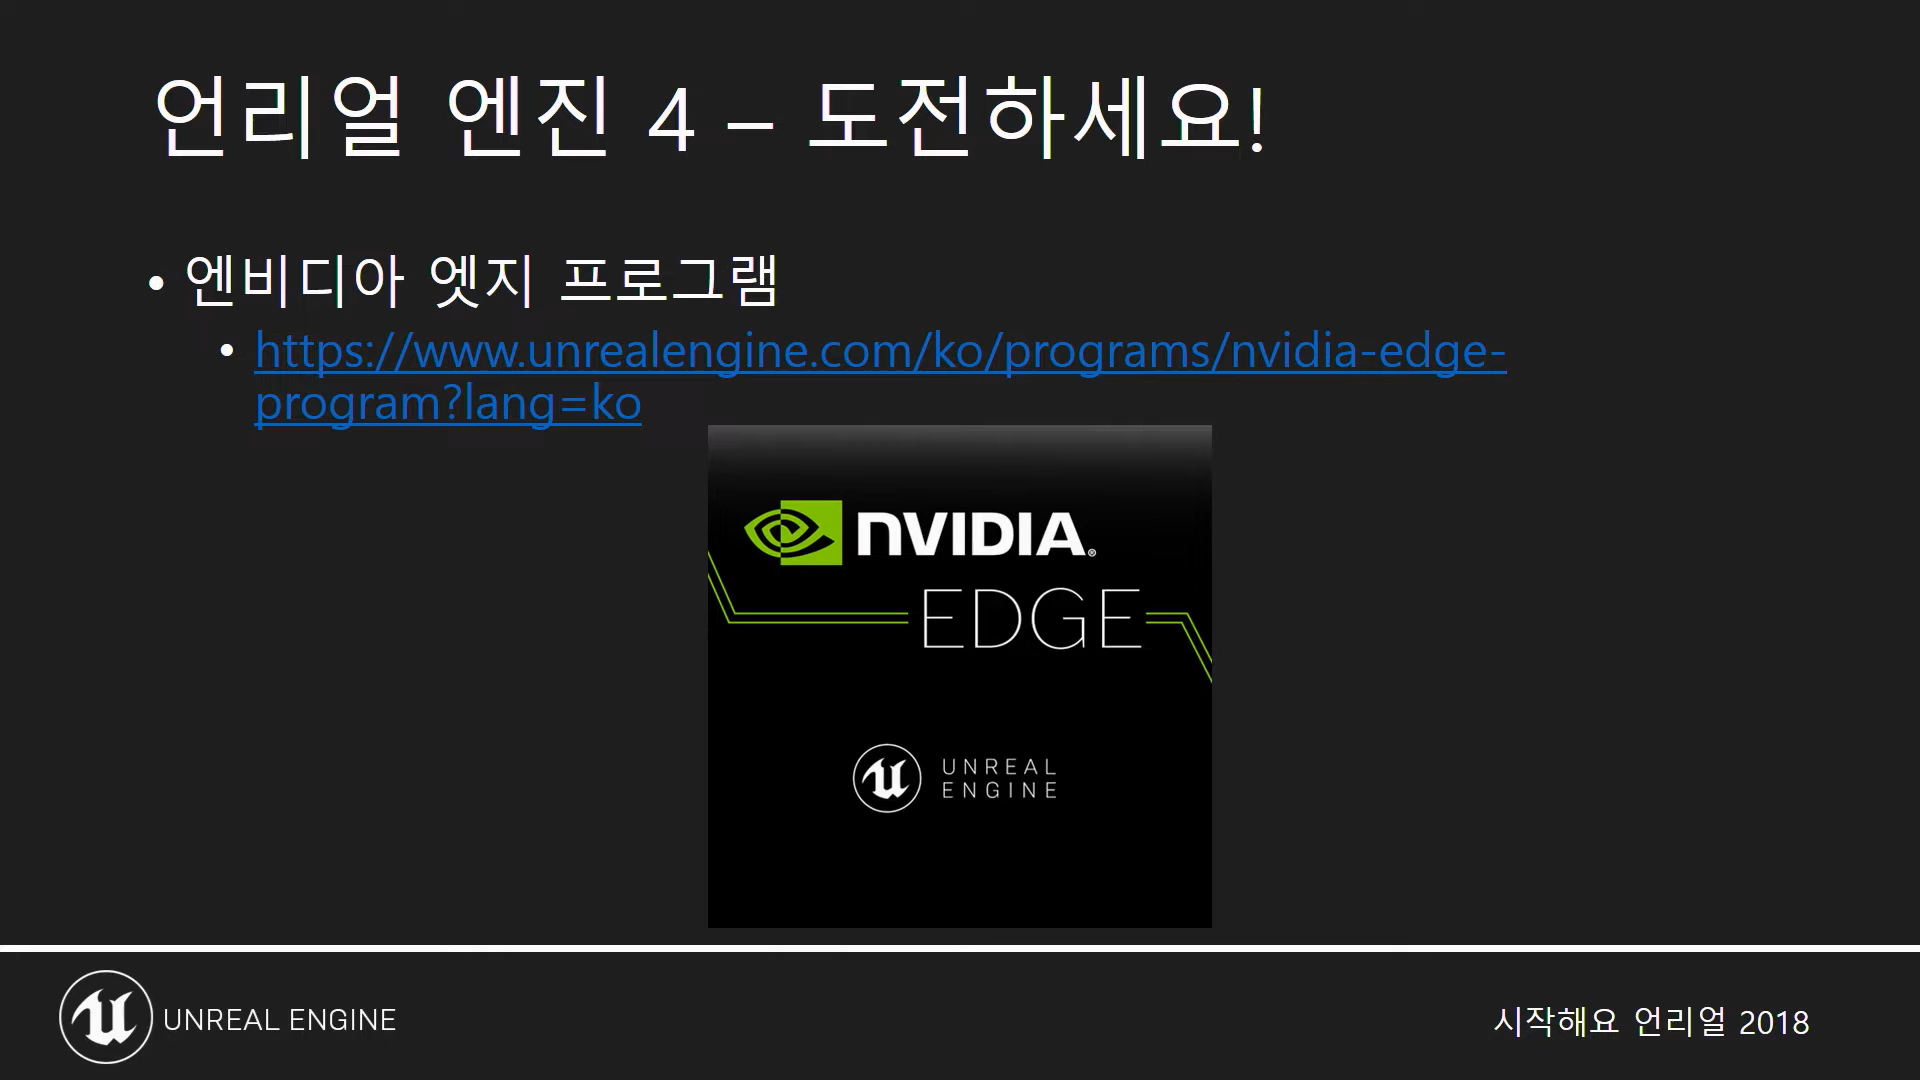 언리얼 엔진 4 – 도전하세요!
• 엔비디아 엣지 프로그램
• https://www.unrealengine.com/ko/programs/nvidia-edge-
program?lang=ko
NVIDIA®
EDGE
UNREAL
ENGINE
UNREAL ENGINE
시작해요 언리얼 2018